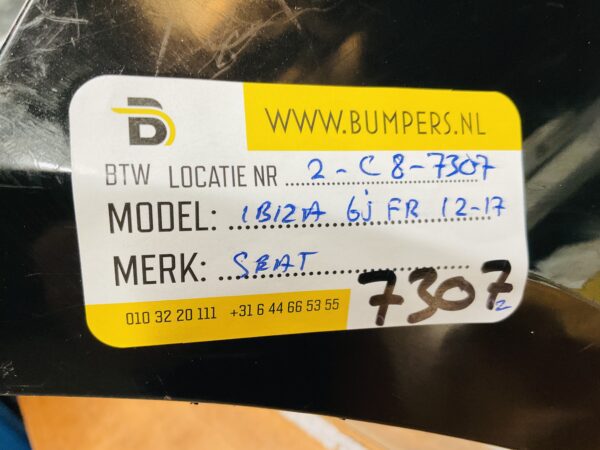 B
WWW.BUMPERS.NL
BTW LOCATIE NR 2-C8-7307
MODEL: IBIZA 6j FR 12-17
MERK: SEAT
010 32 20 111 +31 6 44 66 53 55
7307
2